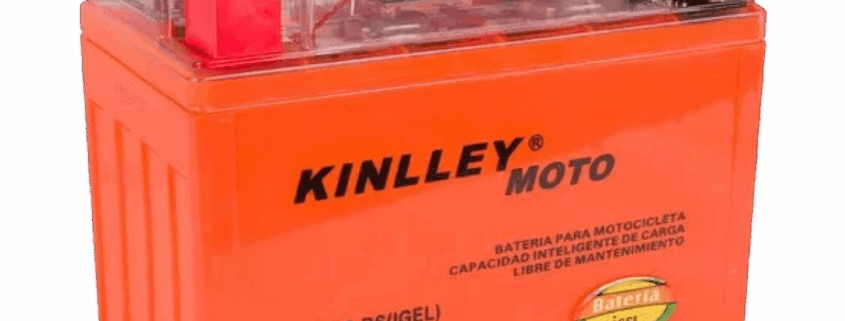 KINLLEY®
MOTO
BATERIA PARA MOTOCICLETA
CAPACIDAD INTELIGENTE DE CARGA
LIBRE DE MANTENIMIENTO
BS(IGEL)
Bateria